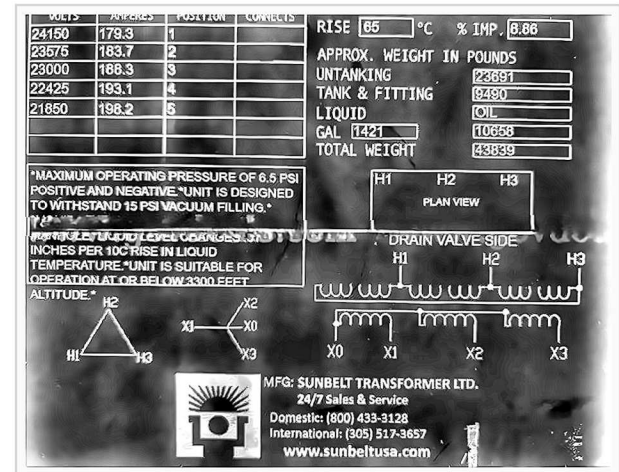 VOLTS AMPERES POSITION CONNECTS
24150 179.3 1
23575 183.7 2
23000 188.3 3
22425 193.1 4
21850 198.2 5
RISE 65 °C % IMP. 6.86
APPROX. WEIGHT IN POUNDS
UNTANKING 23691
TANK & FITTING 9490
LIQUID OIL
GAL 1421 10658
TOTAL WEIGHT 43839
*MAXIMUM OPERATING PRESSURE OF 6.5 PSI
POSITIVE AND NEGATIVE.*UNIT IS DESIGNED
TO WITHSTAND 15 PSI VACUUM FILLING.*
LIQUID LEVEL CHANGES
INCHES PER 10C RISE IN LIQUID
TEMPERATURE.*UNIT IS SUITABLE FOR
OPERATION AT OR BELOW 3300 FEET
ALTITUDE.*
H1 H2 H3
PLAN VIEW
DRAIN VALVE SIDE
H1 H2 H3
X0 X1 X2 X3
H2
H1 H3
X2
X1 X0
X3
MFG: SUNBELT TRANSFORMER LTD.
24/7 Sales & Service
Domestic: (800) 433-3128
International: (305) 517-3657
www.sunbeltusa.com